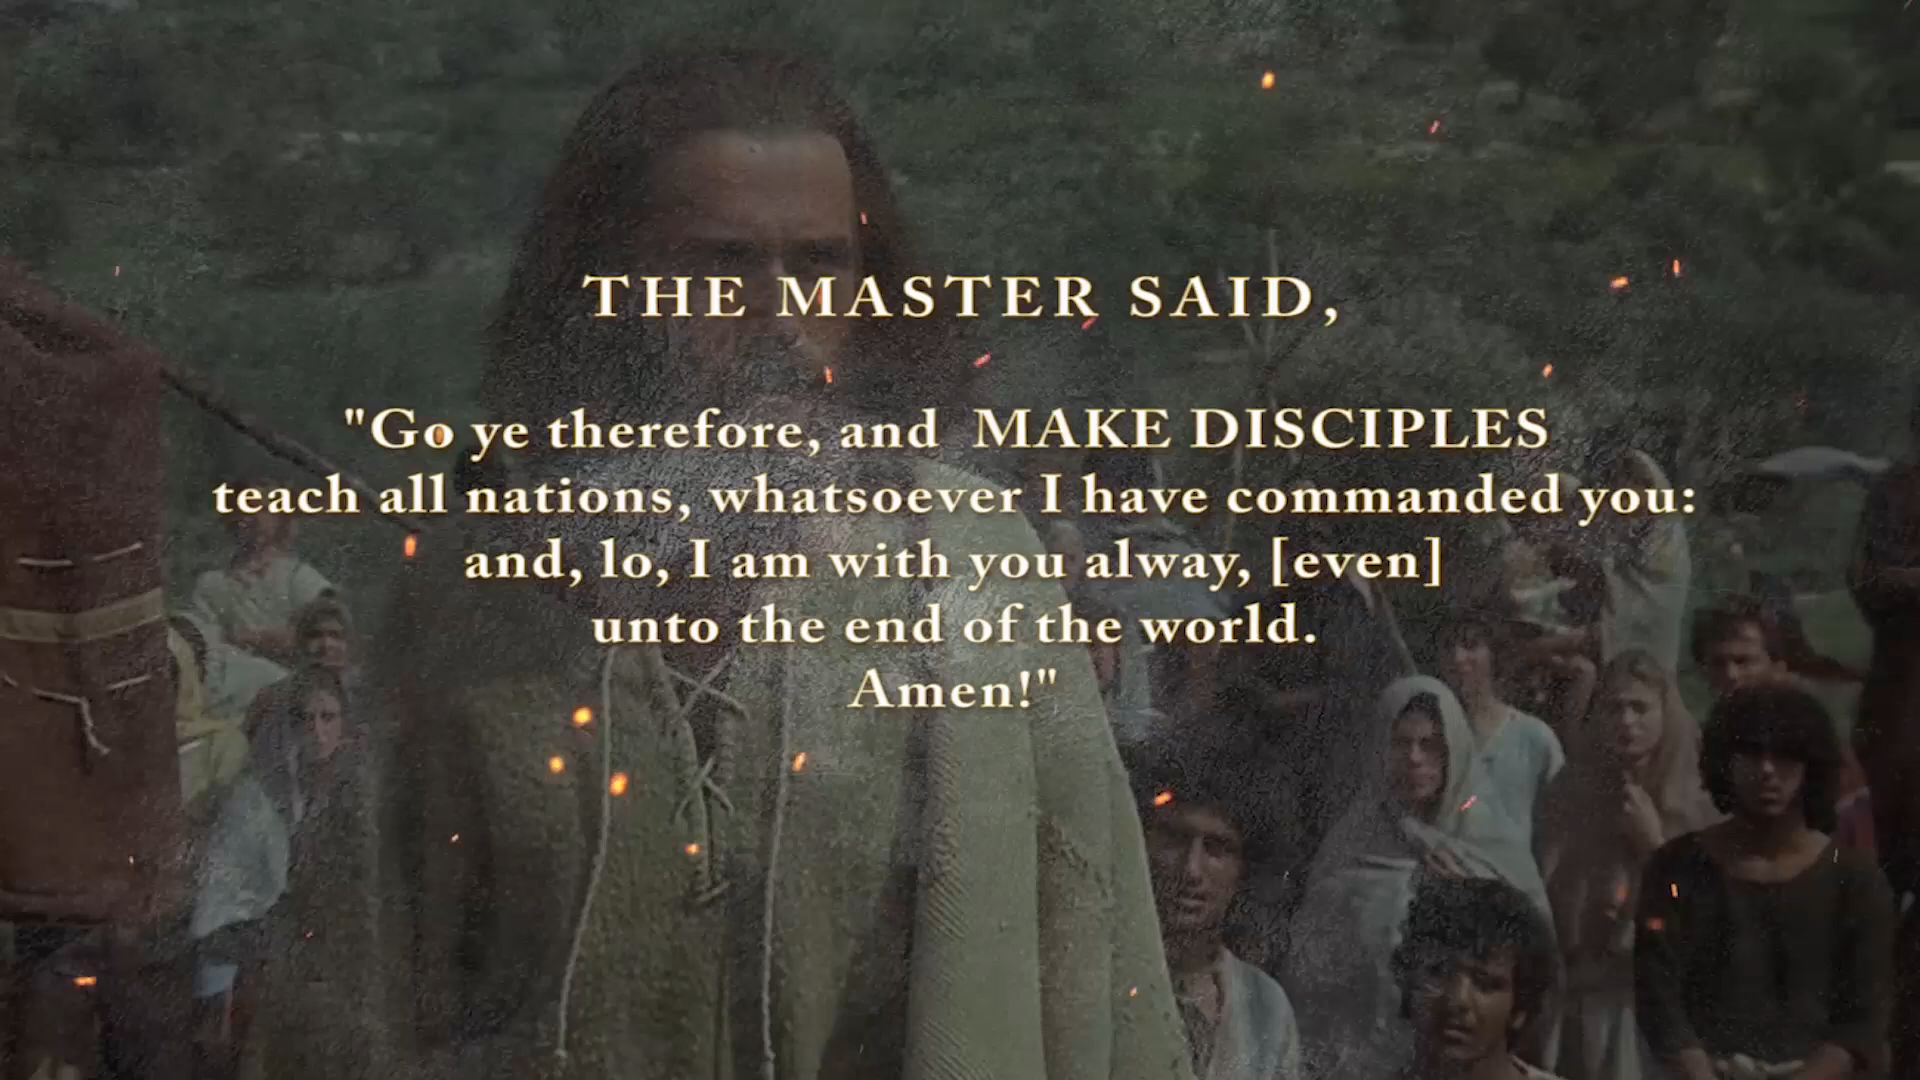 THE MASTER SAID,
"Go ye therefore, and MAKE DISCIPLES
teach all nations, whatsoever I have commanded you:
and, lo, I am with you alway, [even]
unto the end of the world.
Amen!"